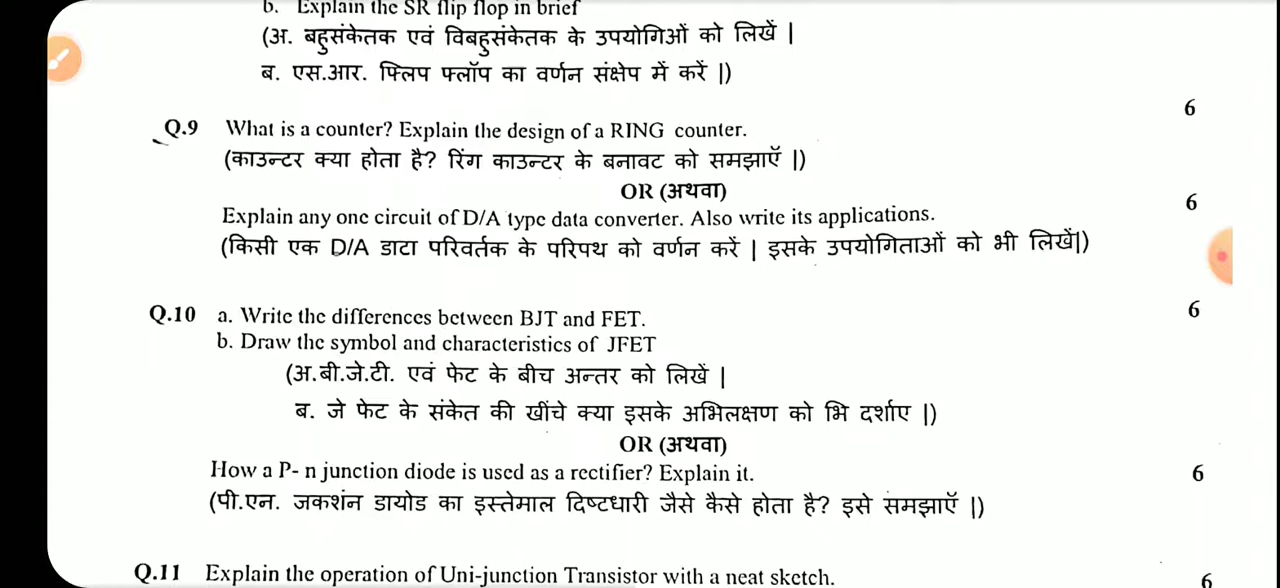 b. Explain the SR flip flop in brief
(अ. बहुसंकेतक एवं विबहुसंकेतक के उपयोगिओं को लिखें |
ब. एस.आर. फ्लिप फ्लॉप का वर्णन संक्षेप में करें |)
6
Q.9 What is a counter? Explain the design of a RING counter.
(काउन्टर क्या होता है? रिंग काउन्टर के बनावट को समझाएँ |)
OR (अथवा)
6
Explain any one circuit of D/A type data converter. Also write its applications.
(किसी एक D/A डाटा परिवर्तक के परिपथ को वर्णन करें | इसके उपयोगिताओं को भी लिखें|)
Q.10 a. Write the differences between BJT and FET. 6
b. Draw the symbol and characteristics of JFET
(अ.बी.जे.टी. एवं फेट के बीच अन्तर को लिखें |
ब. जे फेट के संकेत की खींचे क्या इसके अभिलक्षण को भि दर्शाए |)
OR (अथवा)
How a P- n junction diode is used as a rectifier? Explain it. 6
(पी.एन. जकशंन डायोड का इस्तेमाल दिष्टधारी जैसे कैसे होता है? इसे समझाएँ |)
Q.11 Explain the operation of Uni-junction Transistor with a neat sketch. 6